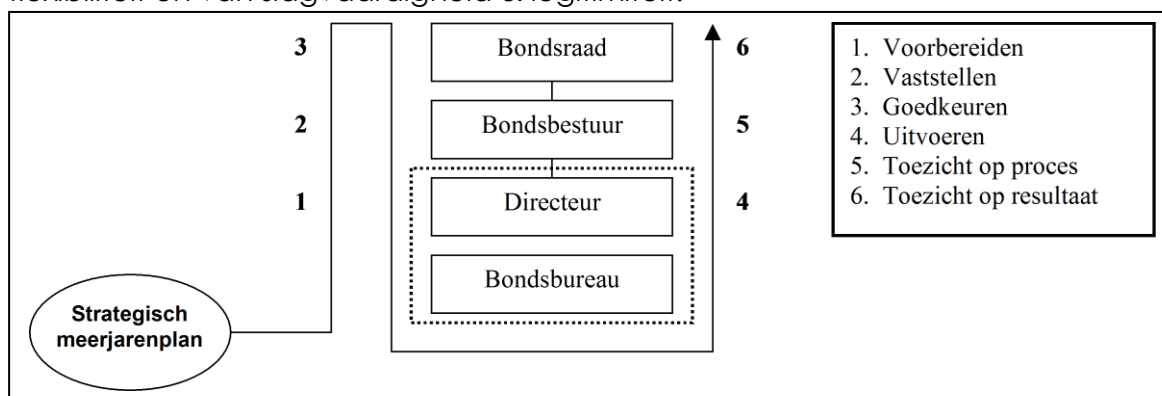 3
Bondsraad
6
2
Bondsbestuur
5
1
Directeur
4
Bondsbureau
Strategisch
meerjarenplan
1. Voorbereiden
2. Vaststellen
3. Goedkeuren
4. Uitvoeren
5. Toezicht op proces
6. Toezicht op resultaat